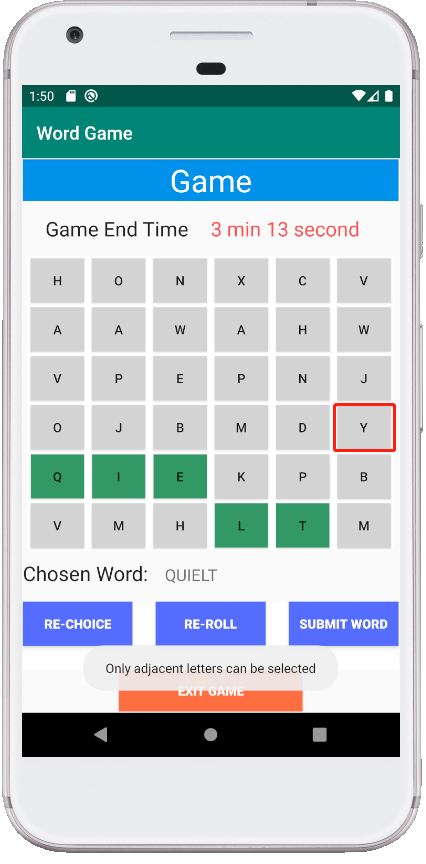 1:50
Word Game
Game
Game End Time 3 min 13 second
H O N X C V
A A W A H W
V P E P N J
O J B M D Y
Q I E K P B
V M H L T M
Chosen Word: QUIELT
RE-CHOICE RE-ROLL SUBMIT WORD
Only adjacent letters can be selected
EXIT GAME